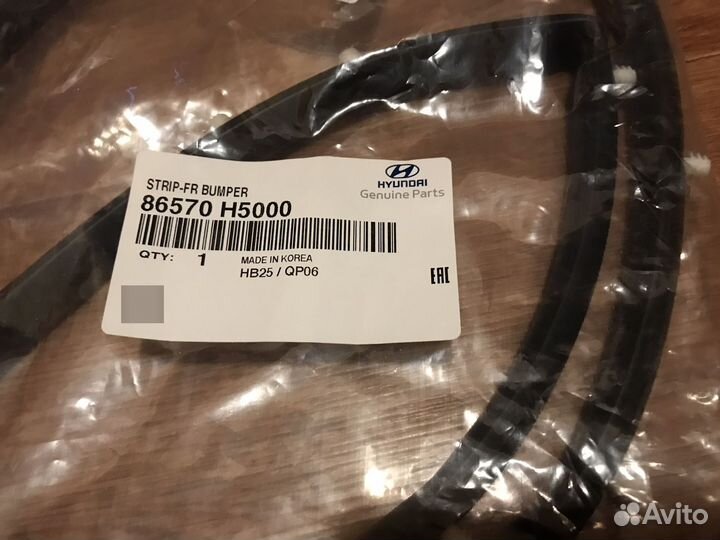 STRIP-FR BUMPER
86570 H5000
HYUNDAI
Genuine Parts
QTY: 1 MADE IN KOREA
HB25 / QP06
EAC
Avito